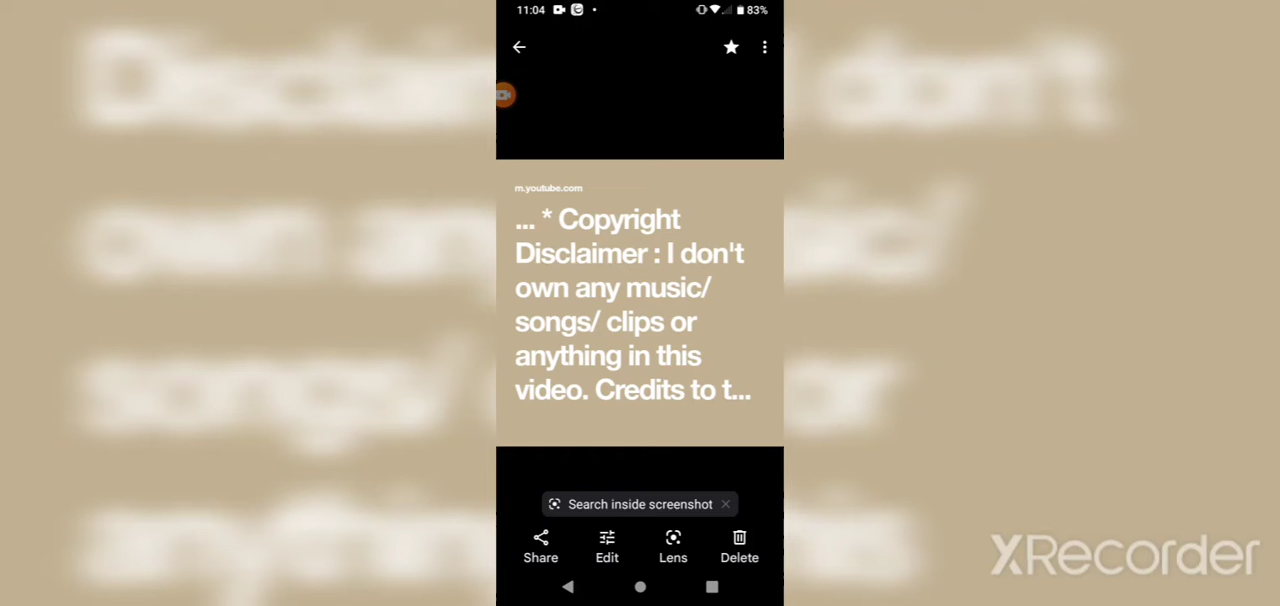 11:04
83%
m.youtube.com
... * Copyright
Disclaimer : I don't
own any music/
songs/ clips or
anything in this
video. Credits to t...
Search inside screenshot
Share Edit Lens Delete
XRecorder